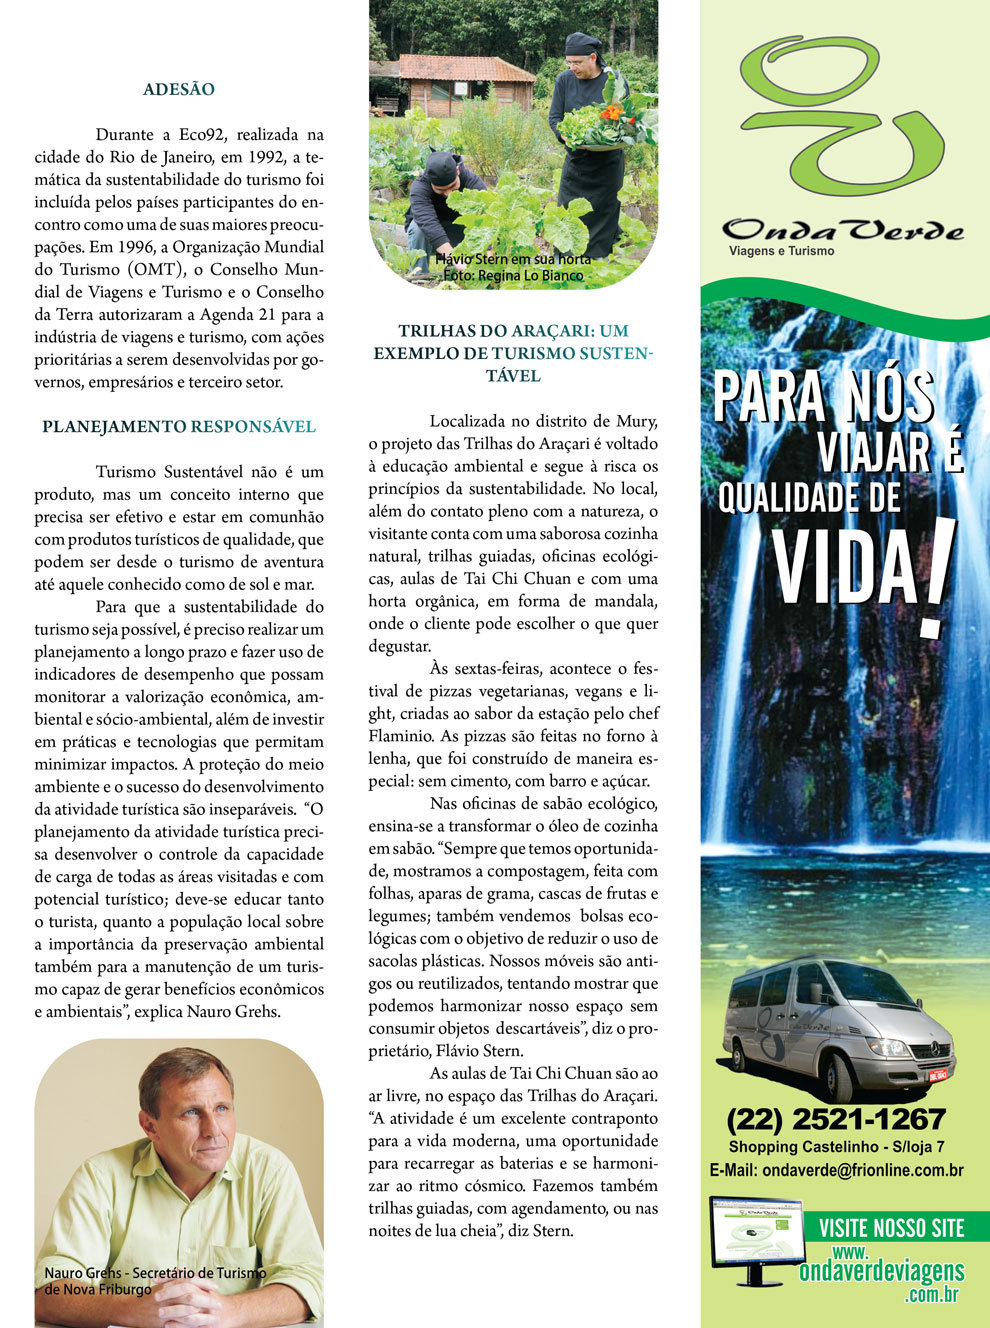 ADESÃO
Durante a Eco92, realizada na
cidade do Rio de Janeiro, em 1992, a te-
mática da sustentabilidade do turismo foi
incluída pelos países participantes do en-
contro como uma de suas maiores preocu-
pações. Em 1996, a Organização Mundial
do Turismo (OMT), o Conselho Mun-
dial de Viagens e Turismo e o Conselho
da Terra autorizaram a Agenda 21 para a
indústria de viagens e turismo, com ações
prioritárias a serem desenvolvidas por go-
vernos, empresários e terceiro setor.
PLANEJAMENTO RESPONSÁVEL
Turismo Sustentável não é um
produto, mas um conceito interno que
precisa ser efetivo e estar em comunhão
com produtos turísticos de qualidade, que
podem ser desde o turismo de aventura
até aquele conhecido como de sol e mar.
Para que a sustentabilidade do
turismo seja possível, é preciso realizar um
planejamento a longo prazo e fazer uso de
indicadores de desempenho que possam
monitorar a valorização econômica, am-
biental e sócio-ambiental, além de investir
em práticas e tecnologias que permitam
minimizar impactos. A proteção do meio
ambiente e o sucesso do desenvolvimento
da atividade turística são inseparáveis. “O
planejamento da atividade turística preci-
sa desenvolver o controle da capacidade
de carga de todas as áreas visitadas e com
potencial turístico; deve-se educar tanto
o turista, quanto a população local sobre
a importância da preservação ambiental
também para a manutenção de um turis-
mo capaz de gerar benefícios econômicos
e ambientais”, explica Nauro Grehs.
Nauro Grehs - Secretário de Turismo
de Nova Friburgo
Flávio Stern em sua horta
Foto: Regina Lo Bianco
TRILHAS DO ARAÇARI: UM
EXEMPLO DE TURISMO SUSTEN-
TÁVEL
Localizada no distrito de Mury,
o projeto das Trilhas do Araçari é voltado
à educação ambiental e segue à risca os
princípios da sustentabilidade. No local,
além do contato pleno com a natureza, o
visitante conta com uma saborosa cozinha
natural, trilhas guiadas, oficinas ecológi-
cas, aulas de Tai Chi Chuan e com uma
horta orgânica, em forma de mandala,
onde o cliente pode escolher o que quer
degustar.
Às sextas-feiras, acontece o fes-
tival de pizzas vegetarianas, vegans e li-
ght, criadas ao sabor da estação pelo chef
Flaminio. As pizzas são feitas no forno à
lenha, que foi construído de maneira es-
pecial: sem cimento, com barro e açúcar.
Nas oficinas de sabão ecológico,
ensina-se a transformar o óleo de cozinha
em sabão. “Sempre que temos oportunida-
de, mostramos a compostagem, feita com
folhas, aparas de grama, cascas de frutas e
legumes; também vendemos bolsas eco-
lógicas com o objetivo de reduzir o uso de
sacolas plásticas. Nossos móveis são anti-
gos ou reutilizados, tentando mostrar que
podemos harmonizar nosso espaço sem
consumir objetos descartáveis”, diz o pro-
prietário, Flávio Stern.
As aulas de Tai Chi Chuan são ao
ar livre, no espaço das Trilhas do Araçari.
“A atividade é um excelente contraponto
para a vida moderna, uma oportunidade
para recarregar as baterias e se harmoni-
zar ao ritmo cósmico. Fazemos também
trilhas guiadas, com agendamento, ou nas
noites de lua cheia”, diz Stern.
Onda Verde
Viagens e Turismo
PARA NÓS
VIAJAR É
QUALIDADE DE
VIDA!
Onda Verde
(22) 2521-1267
Shopping Castelinho - S/loja 7
E-Mail: ondaverde@frionline.com.br
Onda Verde
VISITE NOSSO SITE
www.
ondaverdeviagens
.com.br